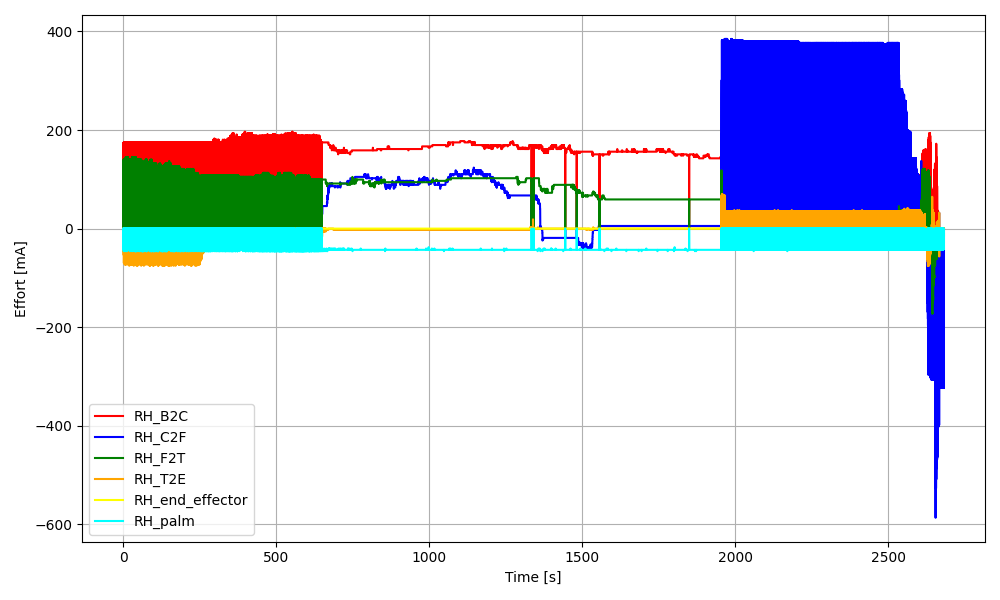 400
200
0
−200
−400
−600
Effort [mA]
RH_B2C
RH_C2F
RH_F2T
RH_T2E
RH_end_effector
RH_palm
0 500 1000 1500 2000 2500
Time [s]